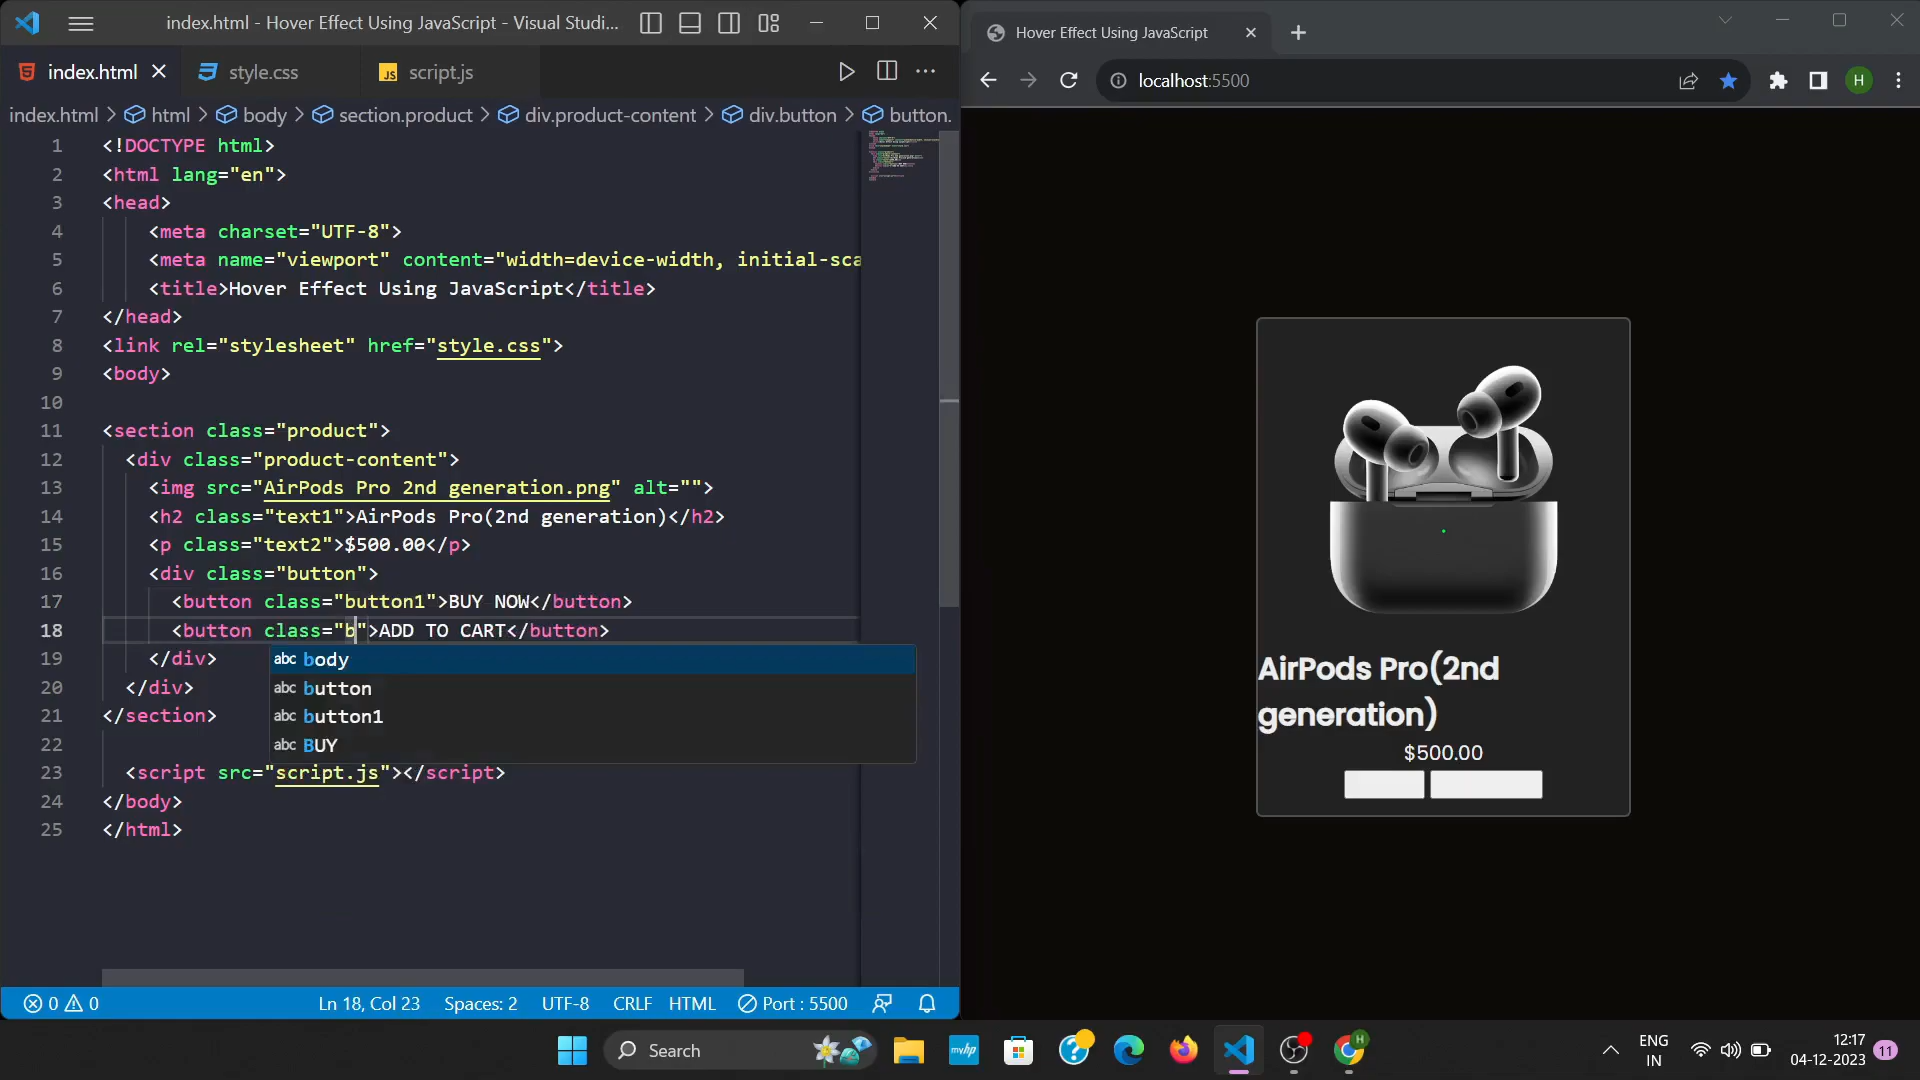 index.html - Hover Effect Using JavaScript - Visual Studi...
index.html
style.css
JS script.js
index.html > html > body > section.product > div.product-content > div.button > button.
1 <!DOCTYPE html>
2 <html lang="en">
3 <head>
4 <meta charset="UTF-8">
5 <meta name="viewport" content="width=device-width, initial-sca
6 <title>Hover Effect Using JavaScript</title>
7 </head>
8 <link rel="stylesheet" href="style.css">
9 <body>
10
11 <section class="product">
12 <div class="product-content">
13 <img src="AirPods Pro 2nd generation.png" alt="">
14 <h2 class="text1">AirPods Pro(2nd generation)</h2>
15 <p class="text2">$500.00</p>
16 <div class="button">
17 <button class="button1">BUY NOW</button>
18 <button class="b">ADD TO CART</button>
19 </div>
abc body
20 </div>
abc button
21 </section>
abc button1
22
abc BUY
23 <script src="script.js"></script>
24 </body>
25 </html>
0 0 Ln 18, Col 23 Spaces: 2 UTF-8 CRLF HTML Port : 5500
Hover Effect Using JavaScript
localhost:5500
H
AirPods Pro(2nd
generation)
$500.00
Search
myhp
H
ENG
IN
12:17
04-12-2023
11